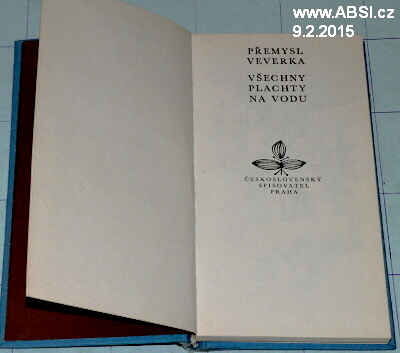 www.ABSI.cz
9.2.2015
PŘEMYSL
VEVERKA
VŠECHNY
PLACHTY
NA VODU
ČESKOSLOVENSKÝ
SPISOVATEL
PRAHA